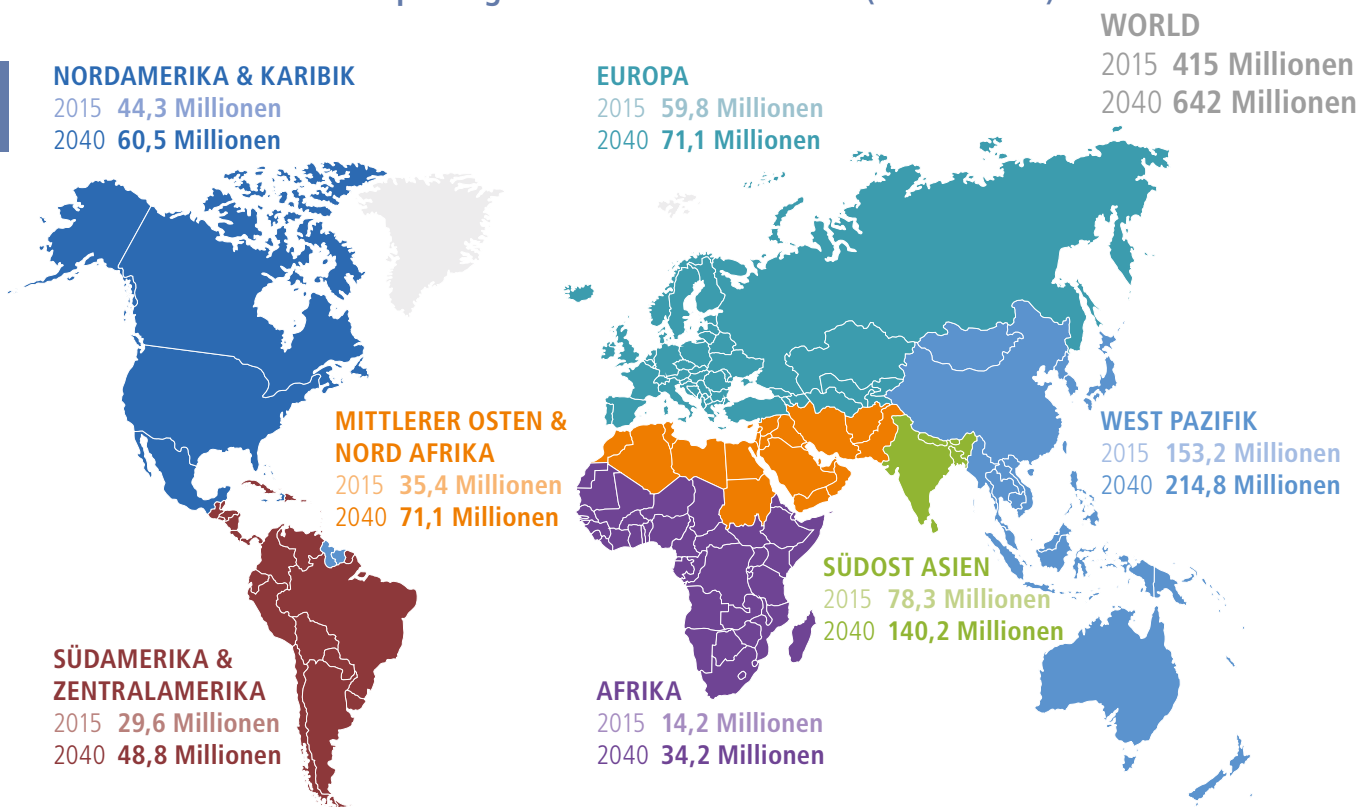 WORLD
2015 415 Millionen
2040 642 Millionen
NORDAMERIKA & KARIBIK
2015 44,3 Millionen
2040 60,5 Millionen
EUROPA
2015 59,8 Millionen
2040 71,1 Millionen
MITTLERER OSTEN &
NORD AFRIKA
2015 35,4 Millionen
2040 71,1 Millionen
WEST PAZIFIK
2015 153,2 Millionen
2040 214,8 Millionen
SÜDOST ASIEN
2015 78,3 Millionen
2040 140,2 Millionen
SÜDAMERIKA &
ZENTRALAMERIKA
2015 29,6 Millionen
2040 48,8 Millionen
AFRIKA
2015 14,2 Millionen
2040 34,2 Millionen